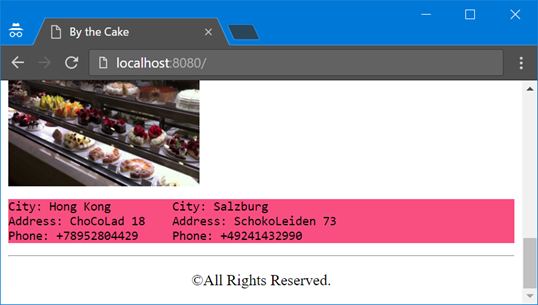 By the Cake
localhost:8080/
City: Hong Kong City: Salzburg
Address: ChoCoLad 18 Address: SchokoLeiden 73
Phone: +78952804429 Phone: +49241432990
©All Rights Reserved.